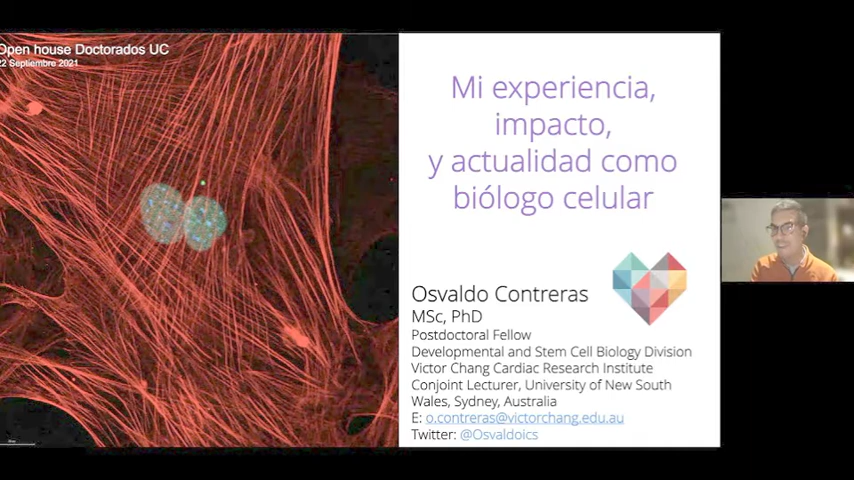 Open house Doctorados UC
22 Septiembre 2021
Mi experiencia,
impacto,
y actualidad como
biólogo celular
Osvaldo Contreras
MSc, PhD
Postdoctoral Fellow
Developmental and Stem Cell Biology Division
Victor Chang Cardiac Research Institute
Conjoint Lecturer, University of New South
Wales, Sydney, Australia
E: o.contreras@victorchang.edu.au
Twitter: @Osvaldoics